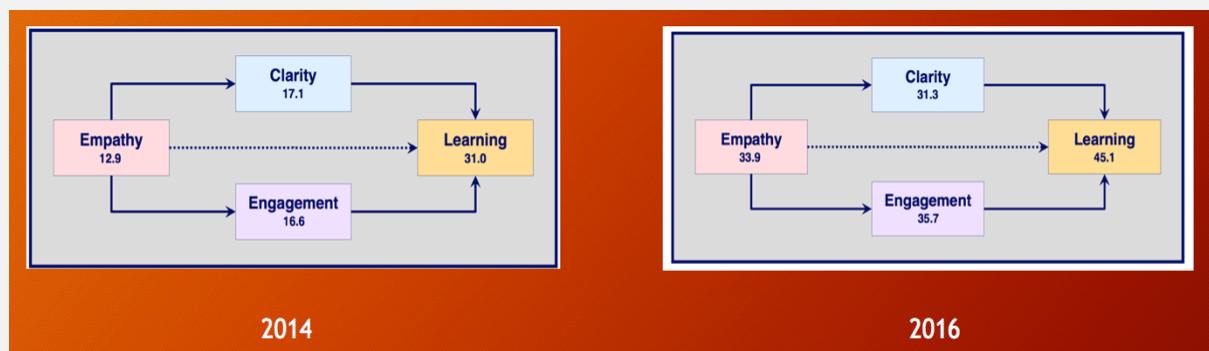 Clarity
17.1
Empathy
12.9
Learning
31.0
Engagement
16.6
2014
Clarity
31.3
Empathy
33.9
Learning
45.1
Engagement
35.7
2016